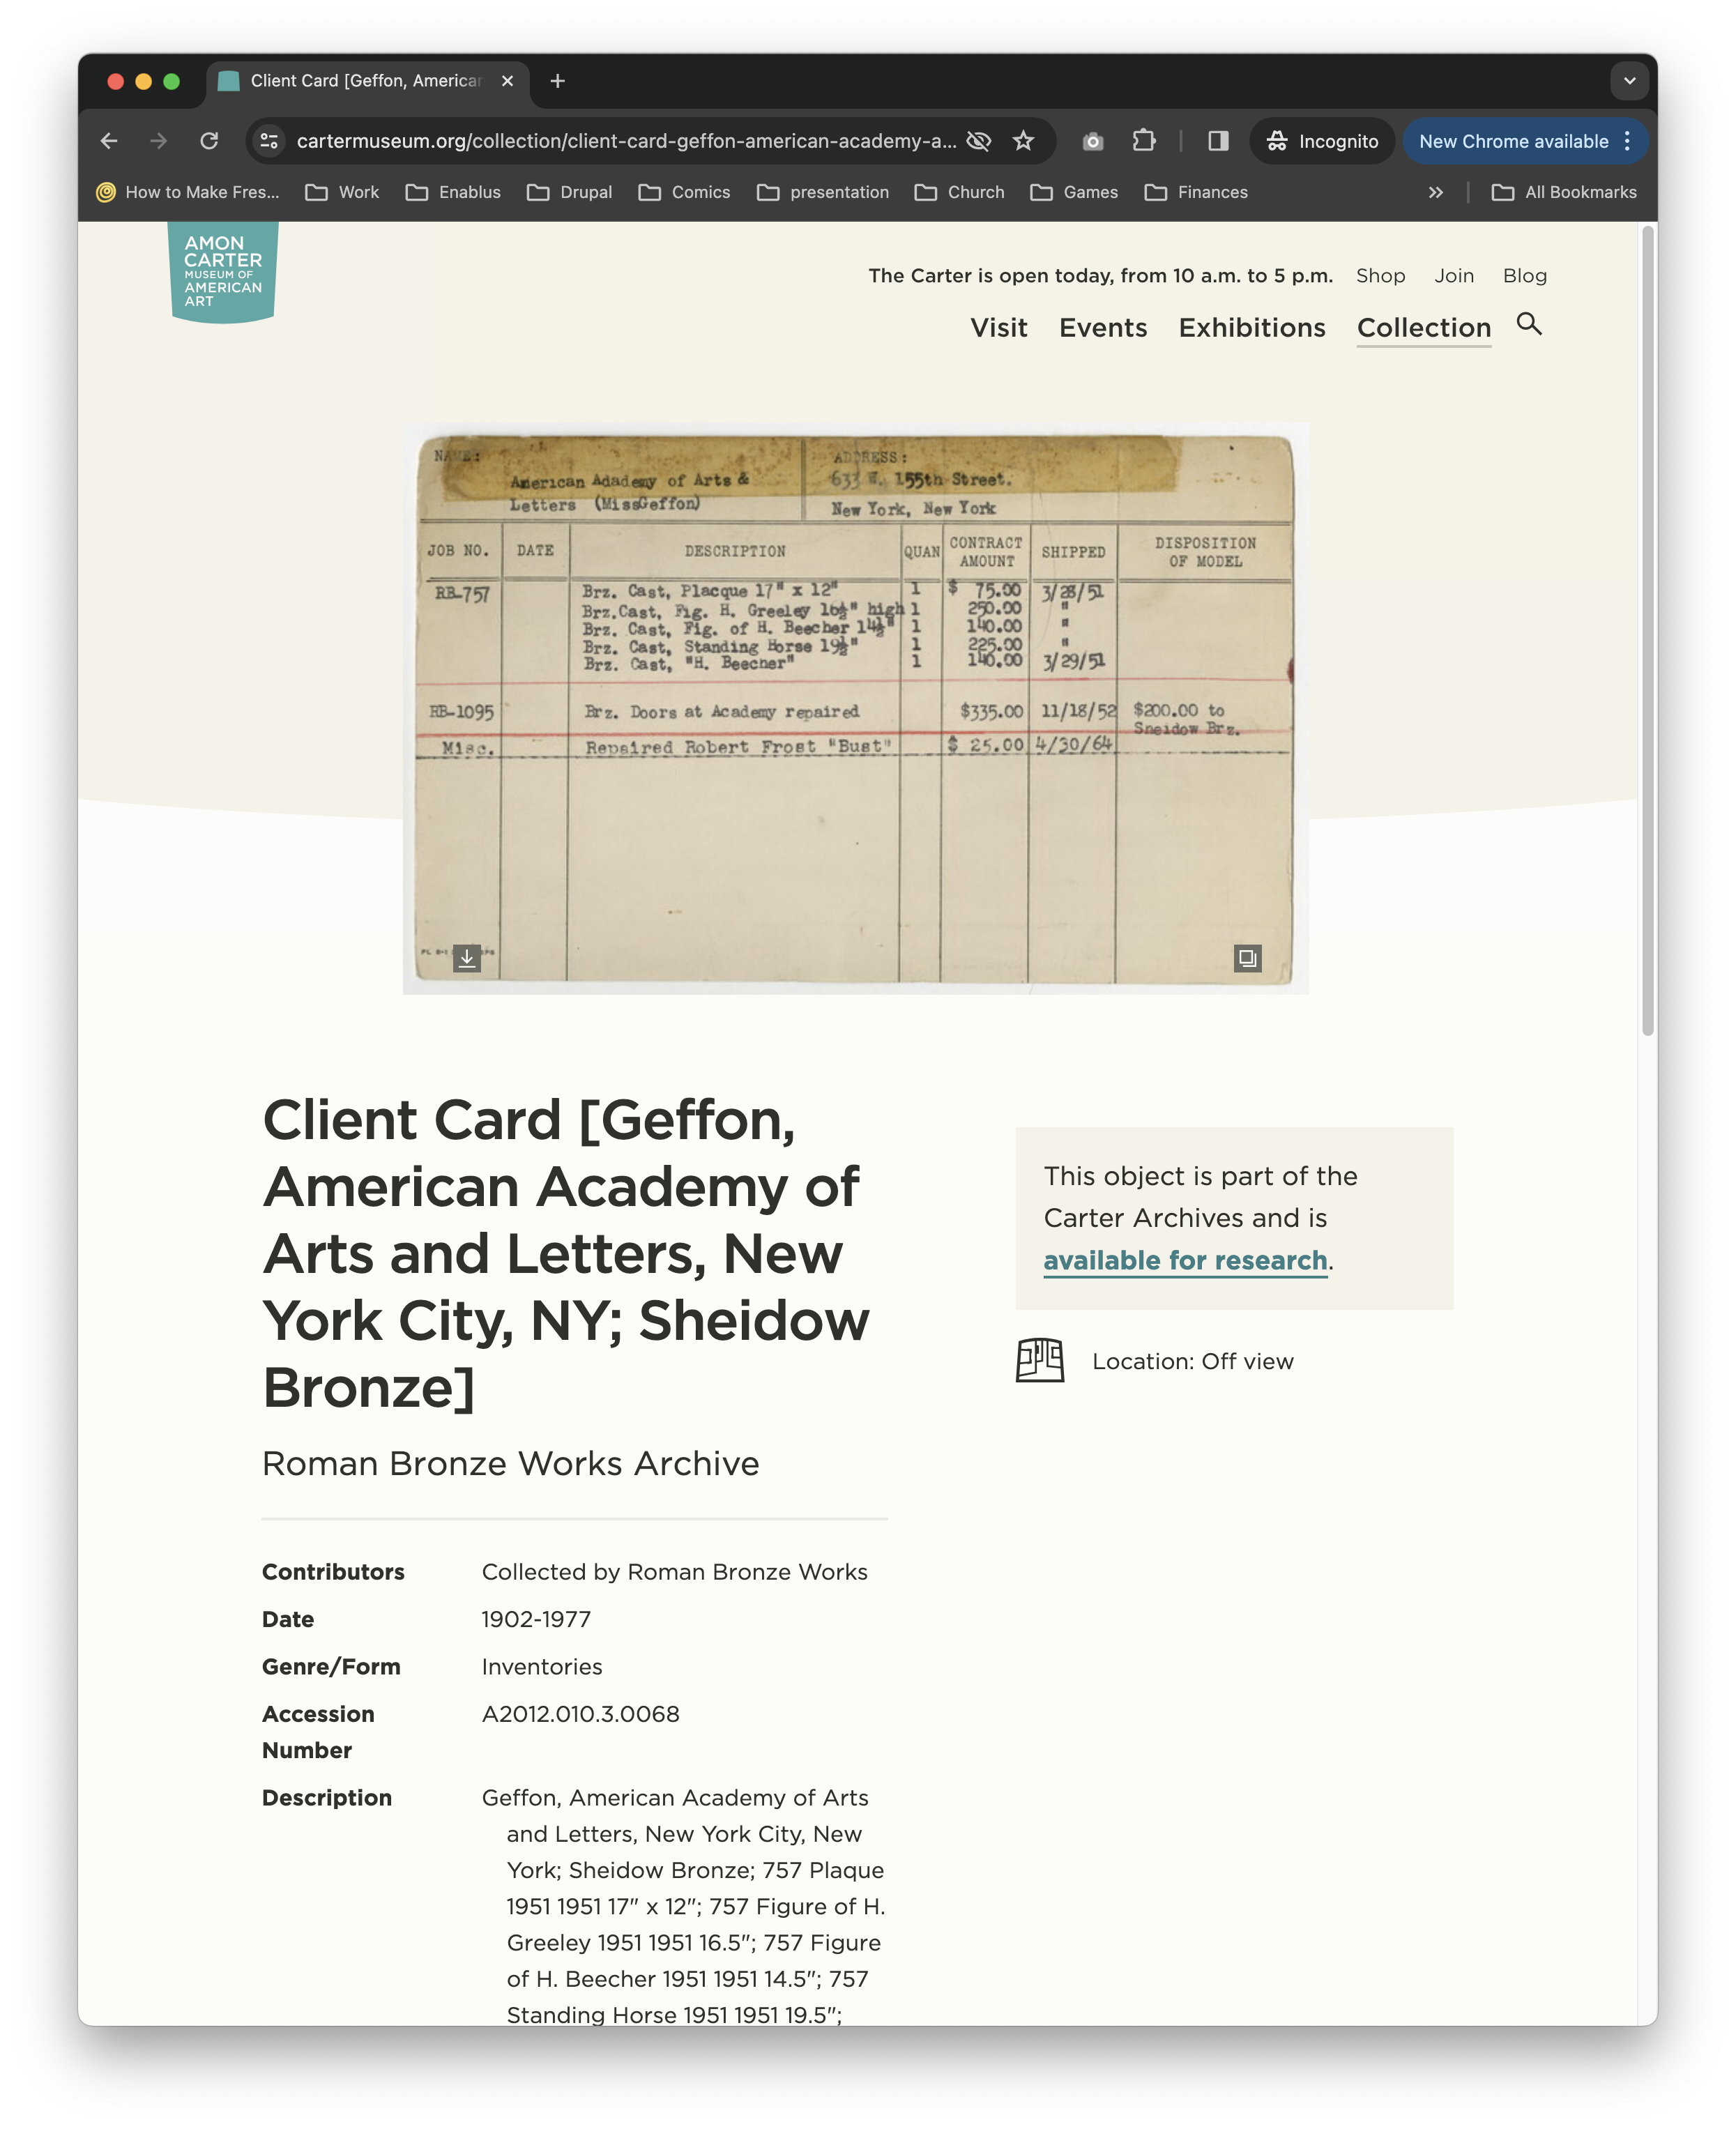 Client Card [Geffon, American
cartermuseum.org/collection/client-card-geffon-american-academy-a...
Incognito
New Chrome available
How to Make Fres...
Work
Enablus
Drupal
Comics
presentation
Church
Games
Finances
All Bookmarks
AMON
CARTER
MUSEUM OF
AMERICAN
ART
The Carter is open today, from 10 a.m. to 5 p.m. Shop Join Blog
Visit Events Exhibitions Collection
NAME: ADDRESS:
American Adademy of Arts & 633 W. 155th Street.
Letters (MissGeffon) New York, New York
JOB NO. DATE DESCRIPTION QUAN CONTRACT AMOUNT SHIPPED DISPOSITION OF MODEL
RB-757 Brz. Cast, Placque 17" x 12" 1 $ 75.00 3/28/51
Brz.Cast, Fig. H. Greeley 16½" high 1 250.00 "
Brz. Cast, Fig. of H. Beecher 14½" 1 140.00 "
Brz. Cast, Standing Horse 19½" 1 225.00 "
Brz. Cast, "H. Beecher" 1 140.00 3/29/51
RB-1095 Brz. Doors at Academy repaired $335.00 11/18/52 $200.00 to
Sneidow Brz.
Misc. Repaired Robert Frost "Bust" $ 25.00 4/30/64
Client Card [Geffon,
American Academy of
Arts and Letters, New
York City, NY; Sheidow
Bronze]
Roman Bronze Works Archive
This object is part of the
Carter Archives and is
available for research.
Location: Off view
Contributors Collected by Roman Bronze Works
Date 1902-1977
Genre/Form Inventories
Accession A2012.010.3.0068
Number
Description Geffon, American Academy of Arts
and Letters, New York City, New
York; Sheidow Bronze; 757 Plaque
1951 1951 17" x 12"; 757 Figure of H.
Greeley 1951 1951 16.5"; 757 Figure
of H. Beecher 1951 1951 14.5"; 757
Standing Horse 1951 1951 19.5";